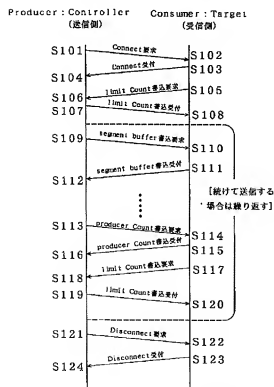 Producer : Controller Consumer : Target
(送信側) (受信側)
S101
Connect要求
S102
S103
Connect受付
S104
S105
limit Count書込要求
S106
S107
limit Count書込受付
S108
S109
segment buffer書込要求
S110
S111
segment buffer書込受付
S112
[続けて送信する
場合は繰り返す]
S113
producer Count書込要求
S114
S115
producer Count書込受付
S116
S117
limit Count書込要求
S118
S119
limit Count書込受付
S120
S121
Disconnect要求
S122
S123
Disconnect受付
S124